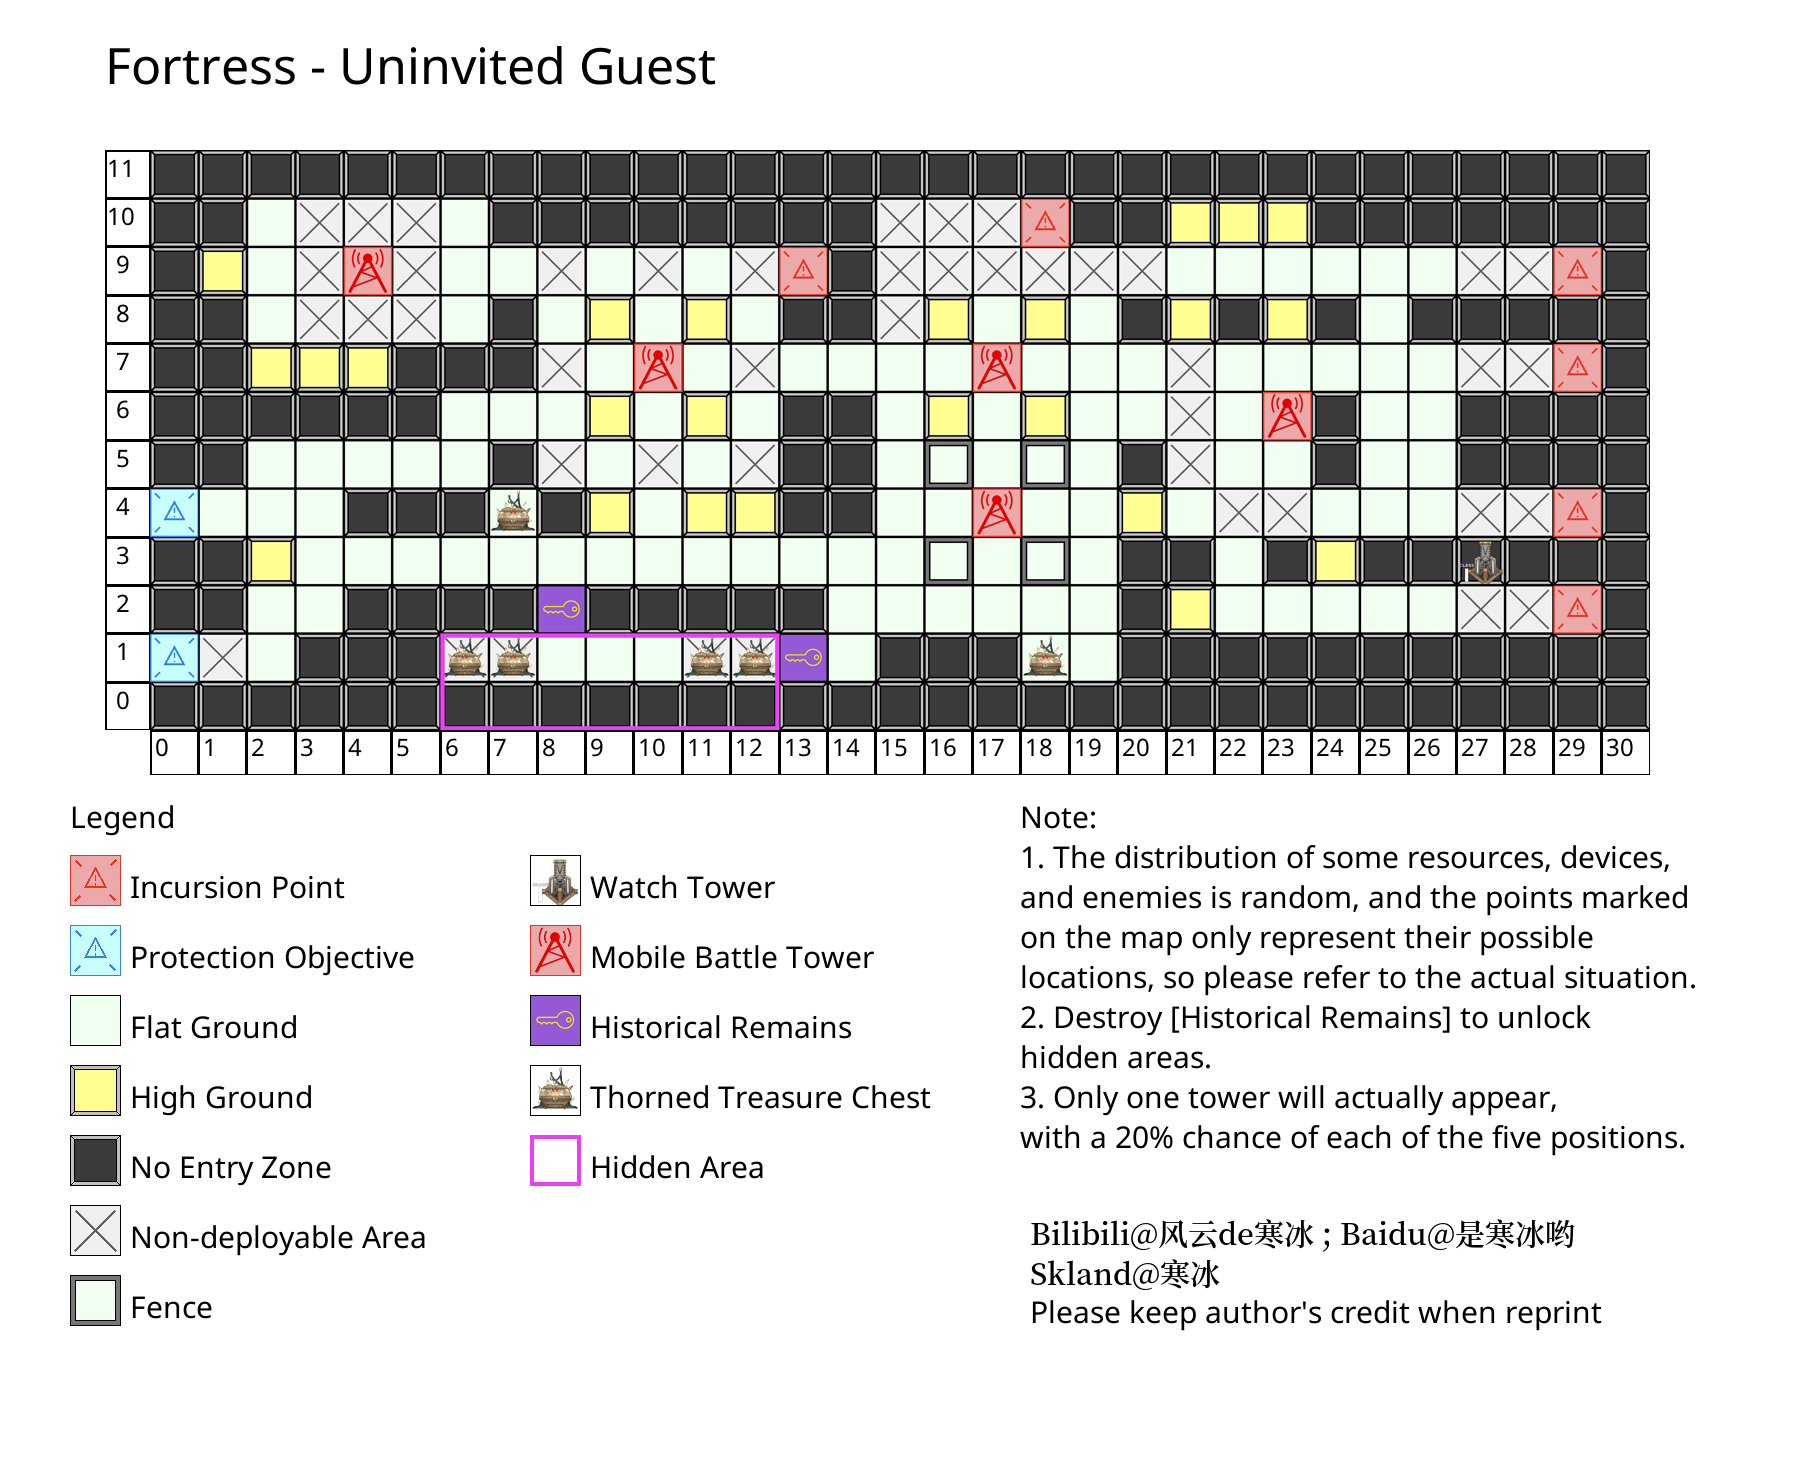 Fortress - Uninvited Guest
11
10
9
8
7
6
5
4
3
2
1
0
0 1 2 3 4 5 6 7 8 9 10 11 12 13 14 15 16 17 18 19 20 21 22 23 24 25 26 27 28 29 30
Legend
Incursion Point
Protection Objective
Flat Ground
High Ground
No Entry Zone
Non-deployable Area
Fence
Watch Tower
Mobile Battle Tower
Historical Remains
Thorned Treasure Chest
Hidden Area
Note:
1. The distribution of some resources, devices,
and enemies is random, and the points marked
on the map only represent their possible
locations, so please refer to the actual situation.
2. Destroy [Historical Remains] to unlock
hidden areas.
3. Only one tower will actually appear,
with a 20% chance of each of the five positions.
Bilibili@风云de寒冰 ; Baidu@是寒冰哟
Skland@寒冰
Please keep author's credit when reprint